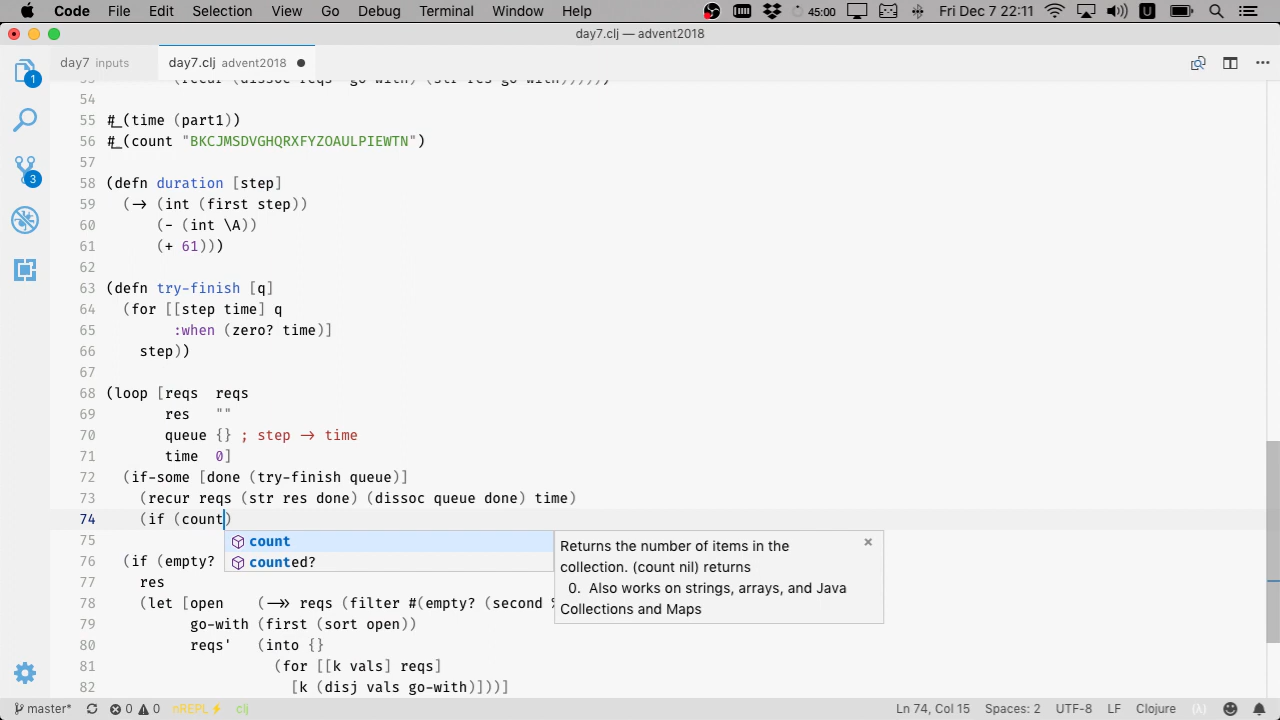 Code File Edit Selection View Go Debug Terminal Window Help 45:00 U Fri Dec 7 22:11
day7.clj — advent2018
day7 inputs
day7.clj advent2018
1
3
54
55 #_(time (part1))
56 #_(count "BKCJMSDVGHQRXFYZOAULPIEWTN")
57
58 (defn duration [step]
59 (-> (int (first step))
60 (- (int \A))
61 (+ 61)))
62
63 (defn try-finish [q]
64 (for [[step time] q
65 :when (zero? time)]
66 step))
67
68 (loop [reqs reqs
69 res ""
70 queue {} ; step -> time
71 time 0]
72 (if-some [done (try-finish queue)]
73 (recur reqs (str res done) (dissoc queue done) time)
74 (if (count)
75
76 (if (empty?
77 res
78 (let [open (->> reqs (filter #(empty? (second
79 go-with (first (sort open))
80 reqs' (into {}
81 (for [[k vals] reqs]
82 [k (disj vals go-with)]))]
count
counted?
Returns the number of items in the
collection. (count nil) returns
0. Also works on strings, arrays, and Java
Collections and Maps
master* 0 0 nREPL clj Ln 74, Col 15 Spaces: 2 UTF-8 LF Clojure (λ)